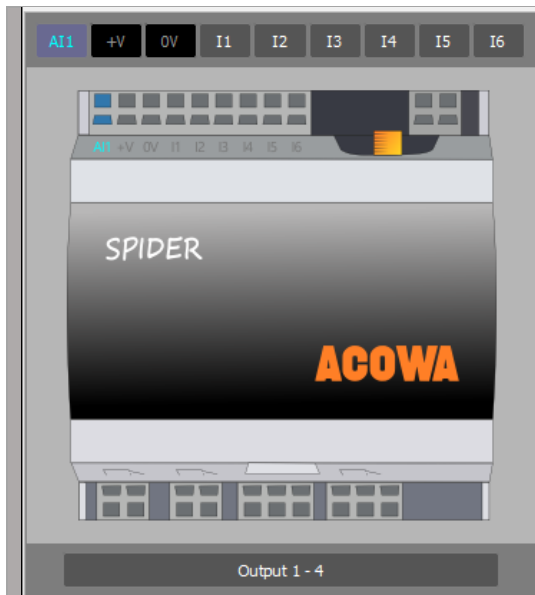 AI1 +V 0V I1 I2 I3 I4 I5 I6
AI1 +V 0V I1 I2 I3 I4 I5 I6
SPIDER
ACOWA
Output 1 - 4